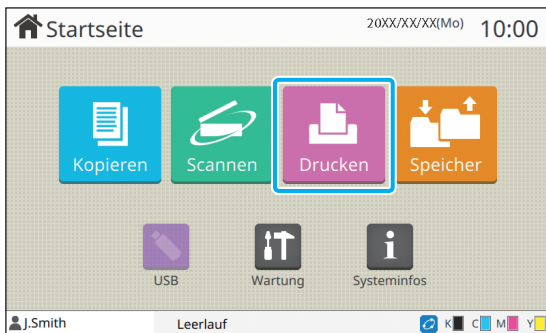 Startseite 20XX/XX/XX(Mo) 10:00
Kopieren Scannen Drucken Speicher
USB Wartung Systeminfos
J.Smith Leerlauf K C M Y